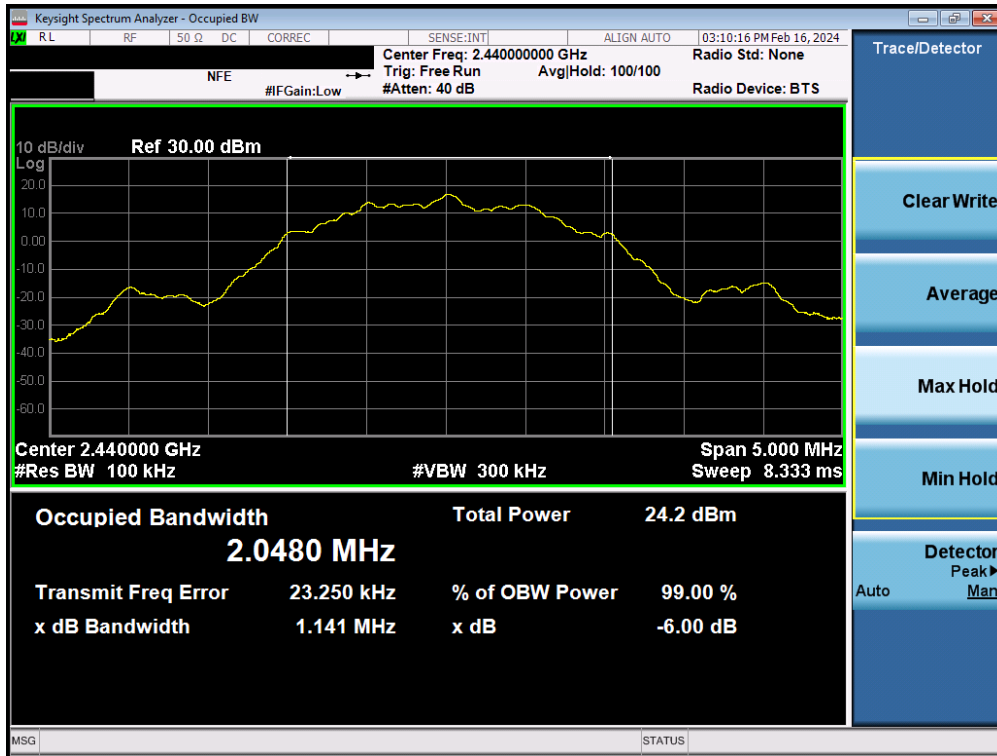 Keysight Spectrum Analyzer - Occupied BW
LXI RL RF 50 Ω DC CORREC SENSE:INT ALIGN AUTO 03:10:16 PM Feb 16, 2024
Center Freq: 2.440000000 GHz Radio Std: None
NFE Trig: Free Run Avg|Hold: 100/100
#IFGain:Low #Atten: 40 dB Radio Device: BTS
Trace/Detector
10 dB/div Ref 30.00 dBm
Log
20.0
10.0
0.00
-10.0
-20.0
-30.0
-40.0
-50.0
-60.0
Center 2.440000 GHz Span 5.000 MHz
#Res BW 100 kHz #VBW 300 kHz Sweep 8.333 ms
Occupied Bandwidth Total Power 24.2 dBm
2.0480 MHz
Transmit Freq Error 23.250 kHz % of OBW Power 99.00 %
x dB Bandwidth 1.141 MHz x dB -6.00 dB
Clear Write
Average
Max Hold
Min Hold
Detector
Peak
Auto Man
MSG STATUS